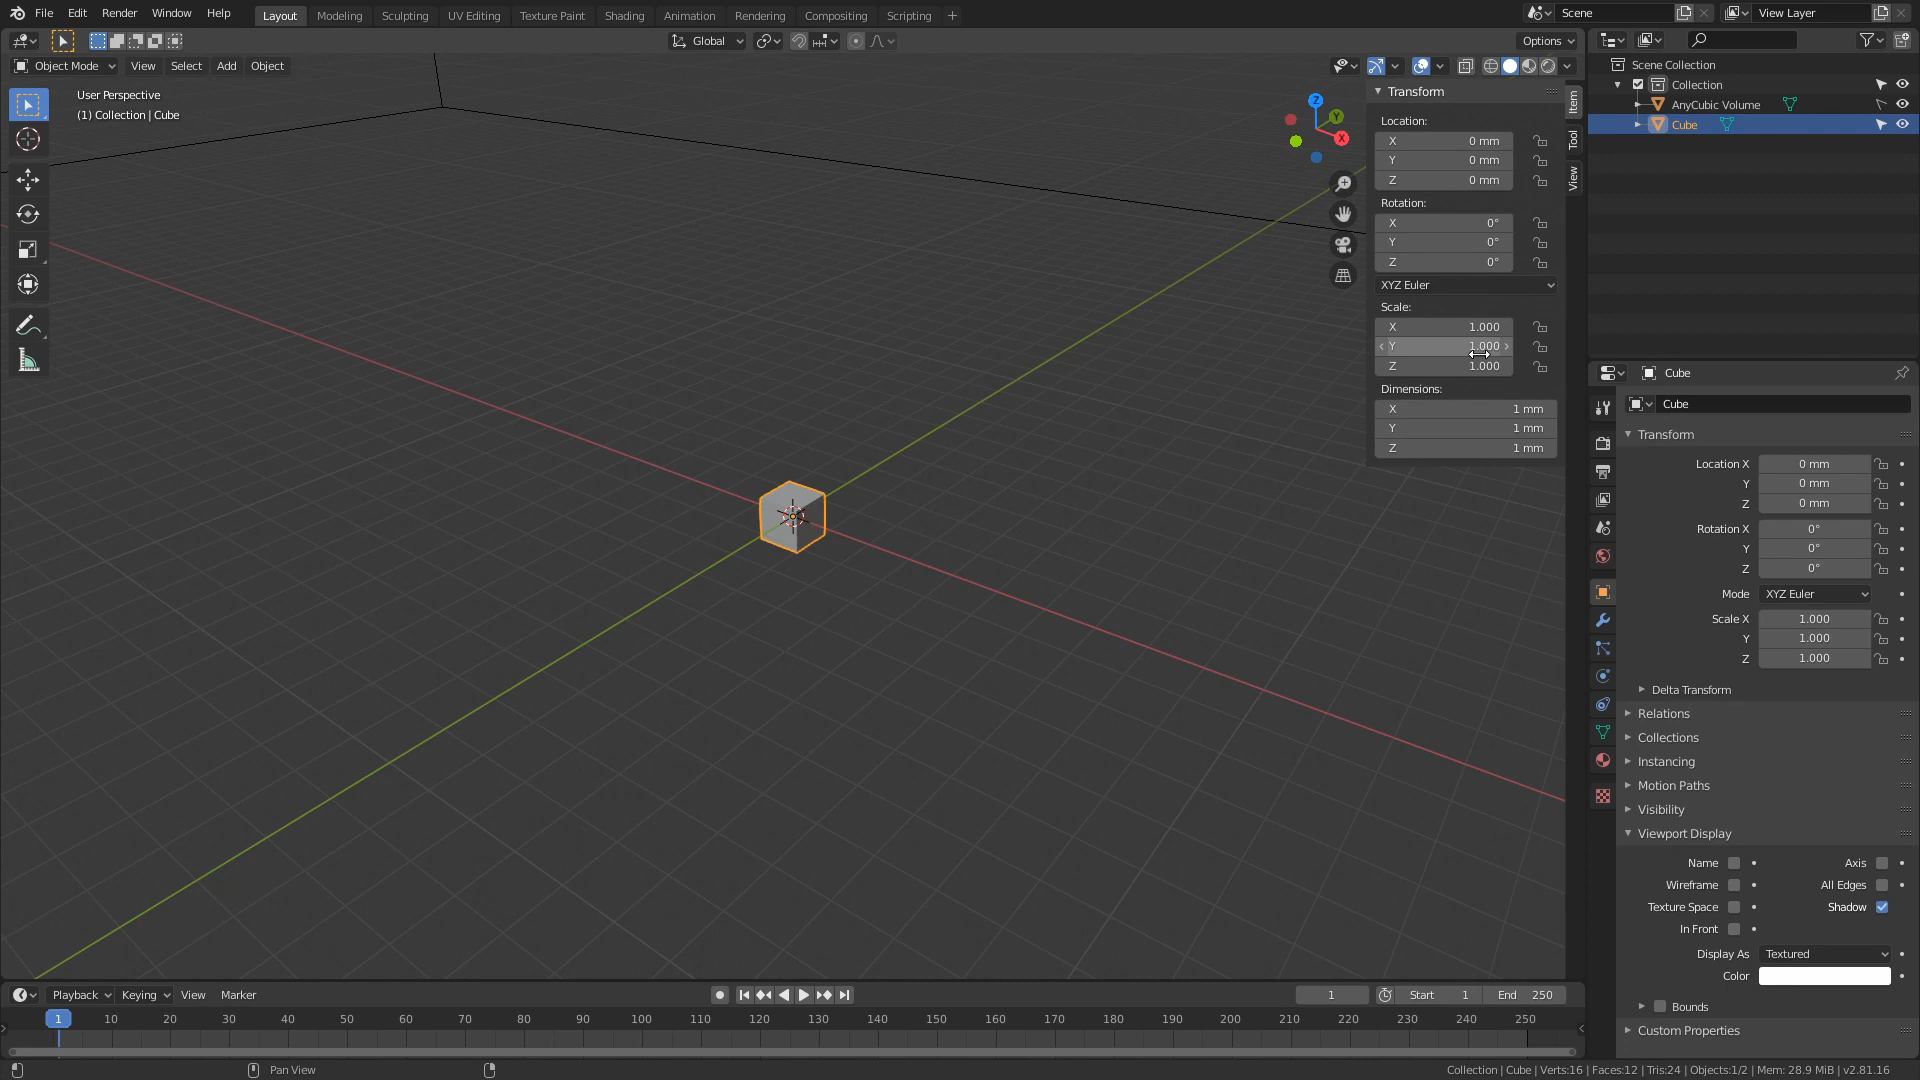 File Edit Render Window Help
Layout Modeling Sculpting UV Editing Texture Paint Shading Animation Rendering Compositing Scripting +
Scene
View Layer
Global
Options
Object Mode View Select Add Object
User Perspective
(1) Collection | Cube
Z
Y
X
Transform
Location:
X 0 mm
Y 0 mm
Z 0 mm
Rotation:
X 0°
Y 0°
Z 0°
XYZ Euler
Scale:
X 1.000
Y 1.000
Z 1.000
Dimensions:
X 1 mm
Y 1 mm
Z 1 mm
Item
Tool
View
Scene Collection
Collection
AnyCubic Volume
Cube
Cube
Cube
Transform
Location X 0 mm
Y 0 mm
Z 0 mm
Rotation X 0°
Y 0°
Z 0°
Mode XYZ Euler
Scale X 1.000
Y 1.000
Z 1.000
Delta Transform
Relations
Collections
Instancing
Motion Paths
Visibility
Viewport Display
Name Axis
Wireframe All Edges
Texture Space Shadow
In Front
Display As Textured
Color
Bounds
Custom Properties
Playback Keying View Marker
1 Start 1 End 250
1 10 20 30 40 50 60 70 80 90 100 110 120 130 140 150 160 170 180 190 200 210 220 230 240 250
Pan View
Collection | Cube | Verts:16 | Faces:12 | Tris:24 | Objects:1/2 | Mem: 28.9 MiB | v2.81.16